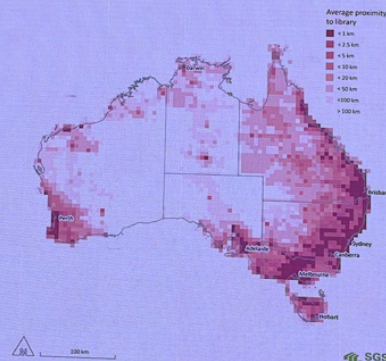 Average proximity
to library
< 1 km
< 2.5 km
< 5 km
< 10 km
< 20 km
< 50 km
<100 km
> 100 km
Darwin
Brisba
Perth
Sydney
Adelaide
Canberra
Melbourne
Hobart
N
100 km
SGS